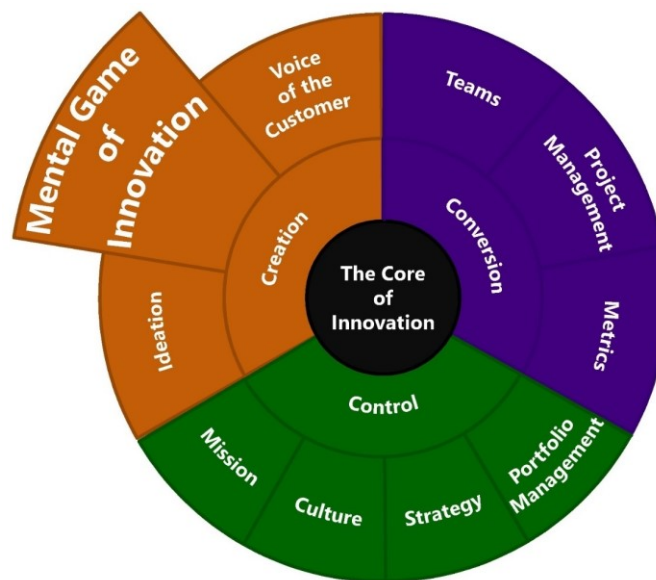 Mental Game
of
Innovation
Voice
of the
Customer
Teams
Project
Management
Metrics
Creation
Conversion
The Core
of
Innovation
Ideation
Control
Mission
Culture
Strategy
Portfolio
Management